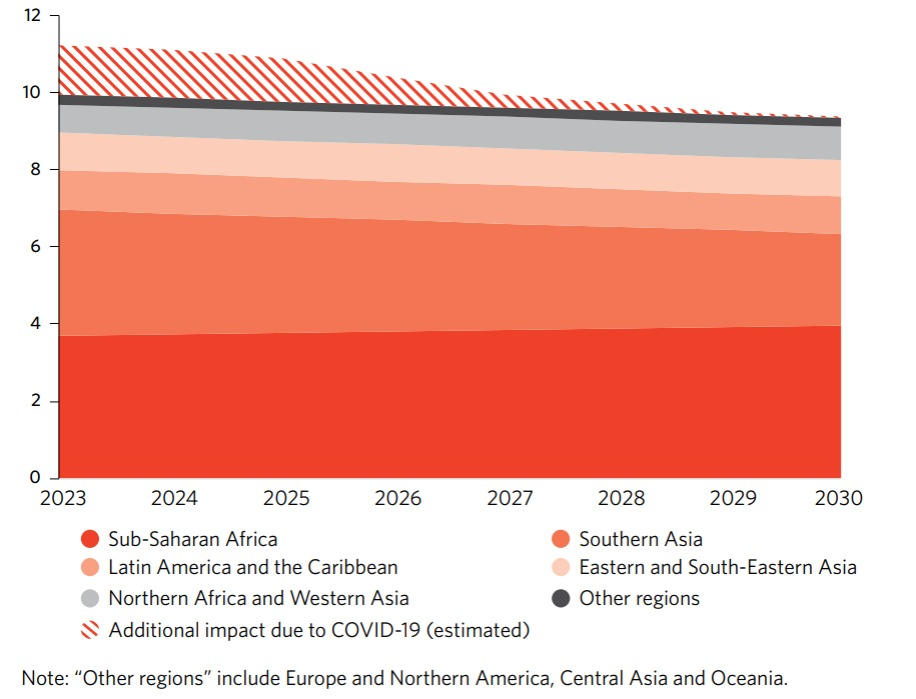 12
10
8
6
4
2
0
2023 2024 2025 2026 2027 2028 2029 2030
Sub-Saharan Africa Southern Asia
Latin America and the Caribbean Eastern and South-Eastern Asia
Northern Africa and Western Asia Other regions
Additional impact due to COVID-19 (estimated)
Note: “Other regions” include Europe and Northern America, Central Asia and Oceania.